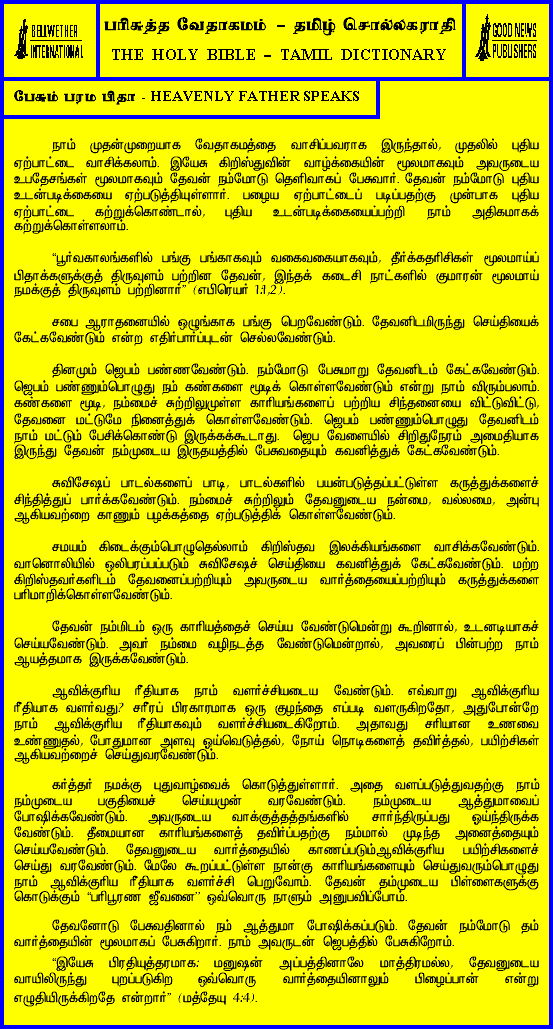 BELLWETHER
INTERNATIONAL
பரிசுத்த வேதாகமம் – தமிழ் சொல்லகராதி
THE HOLY BIBLE – TAMIL DICTIONARY
GOOD NEWS
PUBLISHERS
பேசும் பரம பிதா - HEAVENLY FATHER SPEAKS
நாம் முதன்முறையாக வேதாகமத்தை வாசிப்பவராக இருந்தால், முதலில் புதிய
ஏற்பாட்டை வாசிக்கலாம். இயேசு கிறிஸ்துவின் வாழ்க்கையின் மூலமாகவும் அவருடைய
உபதேசங்கள் மூலமாகவும் தேவன் நம்மோடு தெளிவாகப் பேசுவார். தேவன் நம்மோடு புதிய
உடன்படிக்கையை ஏற்படுத்தியுள்ளார். பழைய ஏற்பாட்டைப் படிப்பதற்கு முன்பாக புதிய
ஏற்பாட்டை கற்றுக்கொண்டால், புதிய உடன்படிக்கையைப்பற்றி நாம் அதிகமாகக்
கற்றுக்கொள்ளலாம்.
“பூர்வகாலங்களில் பங்கு பங்காகவும் வகைவகையாகவும், தீர்க்கதரிசிகள் மூலமாய்ப்
பிதாக்களுக்குத் திருவுளம் பற்றின தேவன், இந்தக் கடைசி நாட்களில் குமாரன் மூலமாய்
நமக்குத் திருவுளம் பற்றினார்” (எபிரெயர் 1:1,2).
சபை ஆராதனையில் ஒழுங்காக பங்கு பெறவேண்டும். தேவனிடமிருந்து செய்தியைக்
கேட்கவேண்டும் என்ற எதிர்பார்ப்புடன் செல்லவேண்டும்.
தினமும் ஜெபம் பண்ணவேண்டும். நம்மோடு பேசுமாறு தேவனிடம் கேட்கவேண்டும்.
ஜெபம் பண்ணும்பொழுது நம் கண்களை மூடிக் கொள்ளவேண்டும் என்று நாம் விரும்பலாம்.
கண்களை மூடி, நம்மைச் சுற்றிலுமுள்ள காரியங்களைப் பற்றிய சிந்தனையை விட்டுவிட்டு,
தேவனை மட்டுமே நினைத்துக் கொள்ளவேண்டும். ஜெபம் பண்ணும்பொழுது தேவனிடம்
நாம் மட்டும் பேசிக்கொண்டு இருக்கக்கூடாது. ஜெப வேளையில் சிறிதுநேரம் அமைதியாக
இருந்து தேவன் நம்முடைய இருதயத்தில் பேசுவதையும் கவனித்துக் கேட்கவேண்டும்.
சுவிசேஷப் பாடல்களைப் பாடி, பாடல்களில் பயன்படுத்தப்பட்டுள்ள கருத்துக்களைச்
சிந்தித்துப் பார்க்கவேண்டும். நம்மைச் சுற்றிலும் தேவனுடைய நன்மை, வல்லமை, அன்பு
ஆகியவற்றை காணும் பழக்கத்தை ஏற்படுத்திக் கொள்ளவேண்டும்.
சமயம் கிடைக்கும்பொழுதெல்லாம் கிறிஸ்தவ இலக்கியங்களை வாசிக்கவேண்டும்.
வானொலியில் ஒலிபரப்பப்படும் சுவிசேஷச் செய்தியை கவனித்துக் கேட்கவேண்டும். மற்ற
கிறிஸ்தவர்களிடம் தேவனைப்பற்றியும் அவருடைய வார்த்தையைப்பற்றியும் கருத்துக்களை
பரிமாறிக்கொள்ளவேண்டும்.
தேவன் நம்மிடம் ஒரு காரியத்தைச் செய்ய வேண்டுமென்று கூறினால், உடனடியாகச்
செய்யவேண்டும். அவர் நம்மை வழிநடத்த வேண்டுமென்றால், அவரைப் பின்பற்ற நாம்
ஆயத்தமாக இருக்கவேண்டும்.
ஆவிக்குரிய ரீதியாக நாம் வளர்ச்சியடைய வேண்டும். எவ்வாறு ஆவிக்குரிய
ரீதியாக வளர்வது? சரீரப் பிரகாரமாக ஒரு குழந்தை எப்படி வளருகிறதோ, அதுபோன்றே
நாம் ஆவிக்குரிய ரீதியாகவும் வளர்ச்சியடைகிறோம். அதாவது சரியான உணவை
உண்ணுதல், போதுமான அளவு ஓய்வெடுத்தல், நோய் நொடிகளைத் தவிர்த்தல், பயிற்சிகள்
ஆகியவற்றைச் செய்துவரவேண்டும்.
கர்த்தர் நமக்கு புதுவாழ்வைக் கொடுத்துள்ளார். அதை வளப்படுத்துவதற்கு நாம்
நம்முடைய பகுதியைச் செய்யமுன் வரவேண்டும். நம்முடைய ஆத்துமாவைப்
போஷிக்கவேண்டும். அவருடைய வாக்குத்தத்தங்களில் சார்ந்திருப்பது ஓய்ந்திருக்க
வேண்டும். தீமையான காரியங்களைத் தவிர்ப்பதற்கு நம்மால் முடிந்த அனைத்தையும்
செய்யவேண்டும். தேவனுடைய வார்த்தையில் காணப்படும்ஆவிக்குரிய பயிற்சிகளைச்
செய்து வரவேண்டும். மேலே கூறப்பட்டுள்ள நான்கு காரியங்களையும் செய்துவரும்பொழுது
நாம் ஆவிக்குரிய ரீதியாக வளர்ச்சி பெறுவோம். தேவன் தம்முடைய பிள்ளைகளுக்கு
கொடுக்கும் “பரிபூரண ஜீவனை” ஒவ்வொரு நாளும் அனுபவிப்போம்.
தேவனோடு பேசுவதினால் நம் ஆத்துமா போஷிக்கப்படும். தேவன் நம்மோடு தம்
வார்த்தையின் மூலமாகப் பேசுகிறார். நாம் அவருடன் ஜெபத்தில் பேசுகிறோம்.
“இயேசு பிரதியுத்தரமாக: மனுஷன் அப்பத்தினாலே மாத்திரமல்ல, தேவனுடைய
வாயிலிருந்து புறப்படுகிற ஒவ்வொரு வார்த்தையினாலும் பிழைப்பான் என்று
எழுதியிருக்கிறதே என்றார்” (மத்தேயு 4:4).